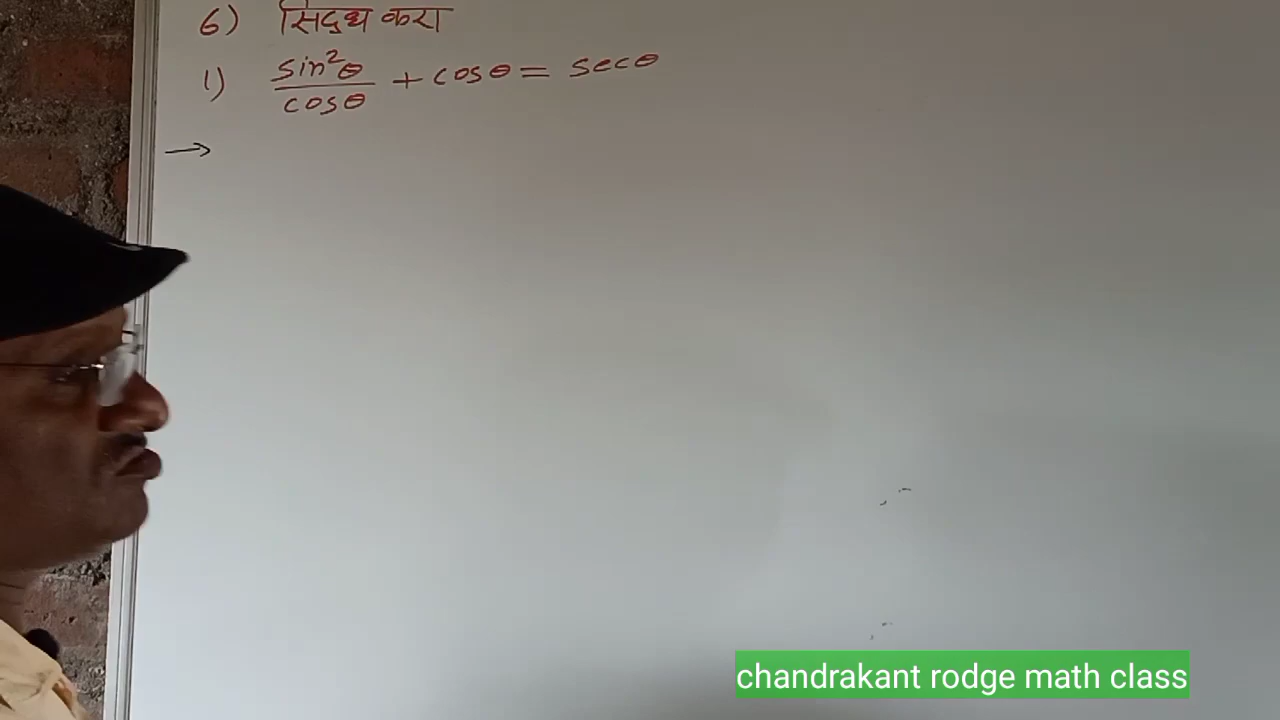 6) सिद्ध करा
1) sin²θ/cosθ + cosθ = secθ
→
chandrakant rodge math class